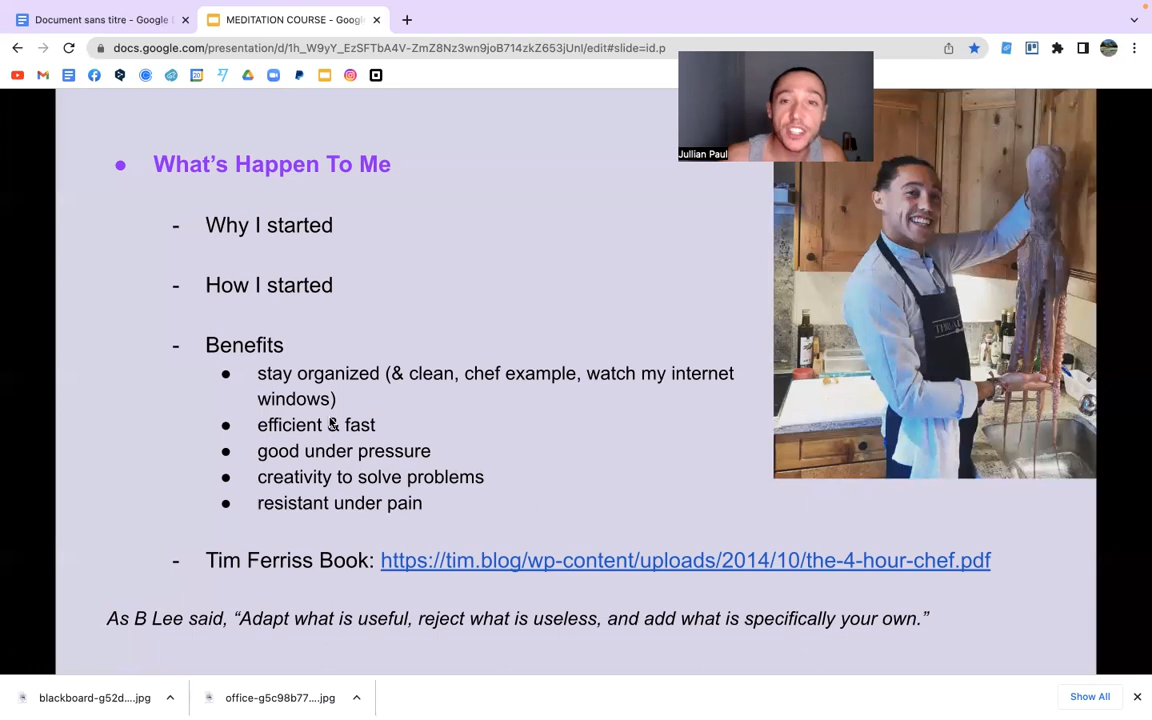 Document sans titre - Google
MEDITATION COURSE - Google
docs.google.com/presentation/d/1h_W9yY_EzSFTbA4V-ZmZ8Nz3wn9joB714zkZ653jUnI/edit#slide=id.p
Jullian Paul
What's Happen To Me
- Why I started
- How I started
- Benefits
● stay organized (& clean, chef example, watch my internet
windows)
● efficient & fast
● good under pressure
● creativity to solve problems
● resistant under pain
- Tim Ferriss Book: https://tim.blog/wp-content/uploads/2014/10/the-4-hour-chef.pdf
As B Lee said, “Adapt what is useful, reject what is useless, and add what is specifically your own.”
blackboard-g52d....jpg
office-g5c98b77....jpg
Show All